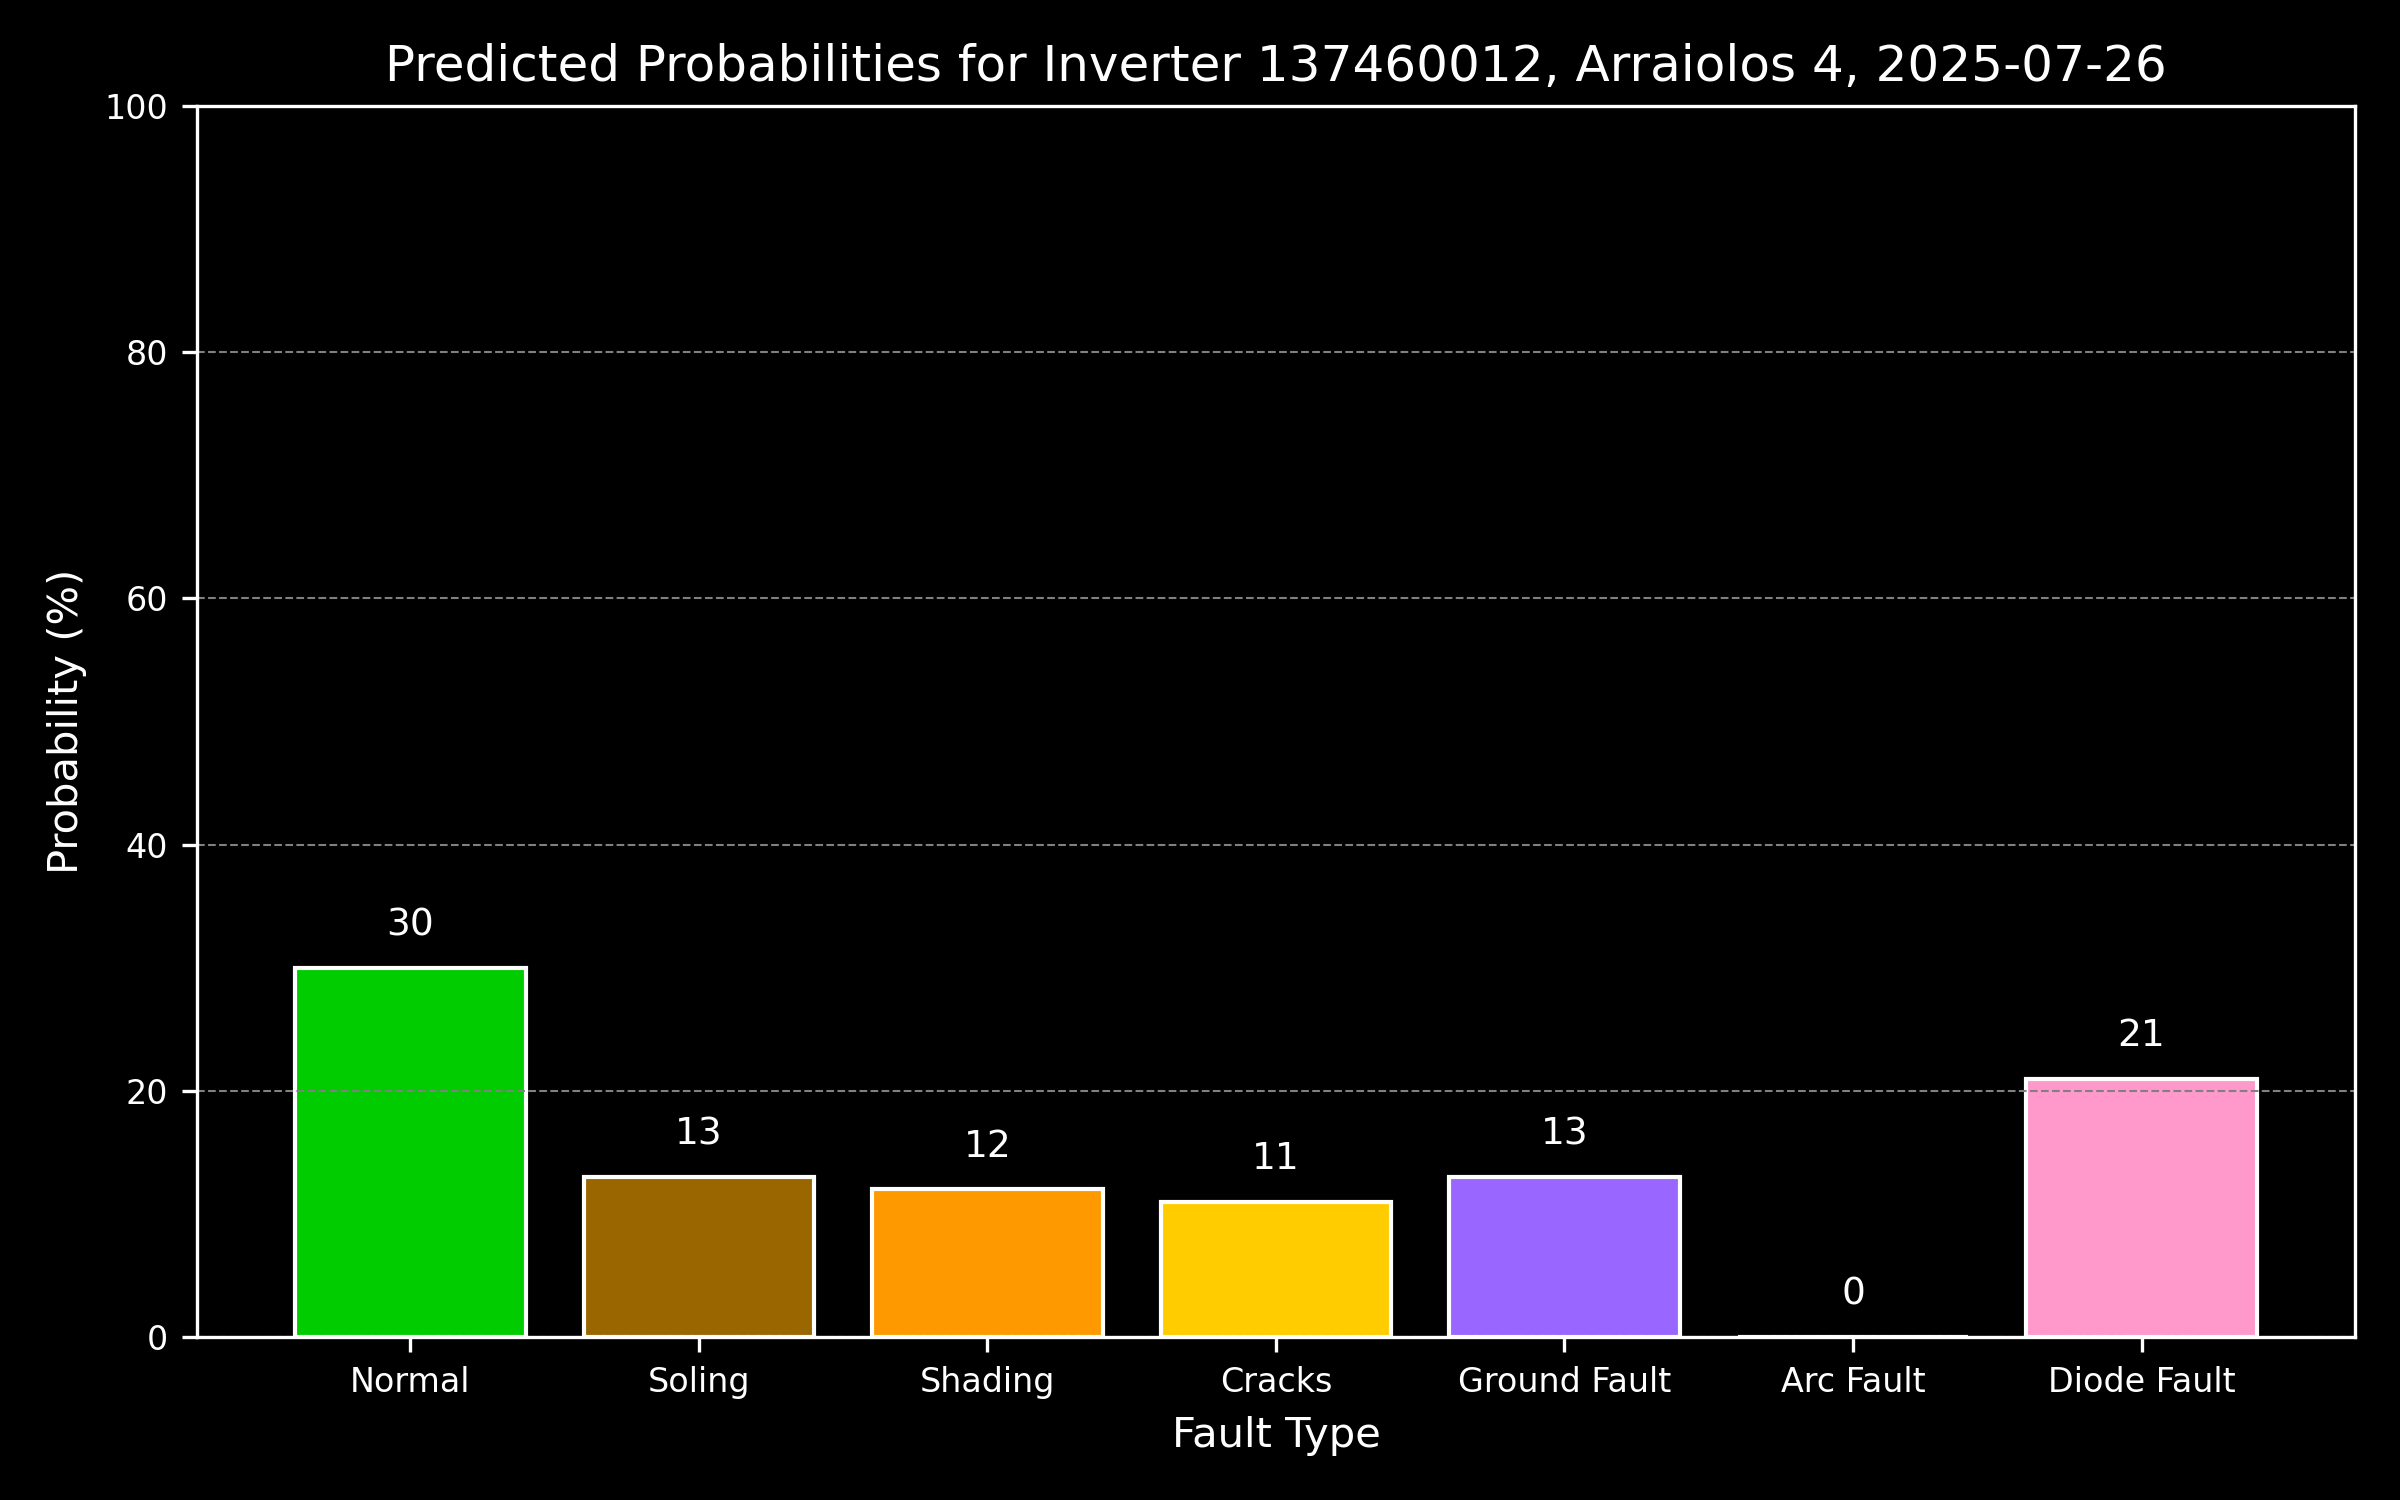 Predicted Probabilities for Inverter 137460012, Arraiolos 4, 2025-07-26
Probability (%)
100
80
60
40
20
0
30
13
12
11
13
0
21
Normal
Soling
Shading
Cracks
Ground Fault
Arc Fault
Diode Fault
Fault Type